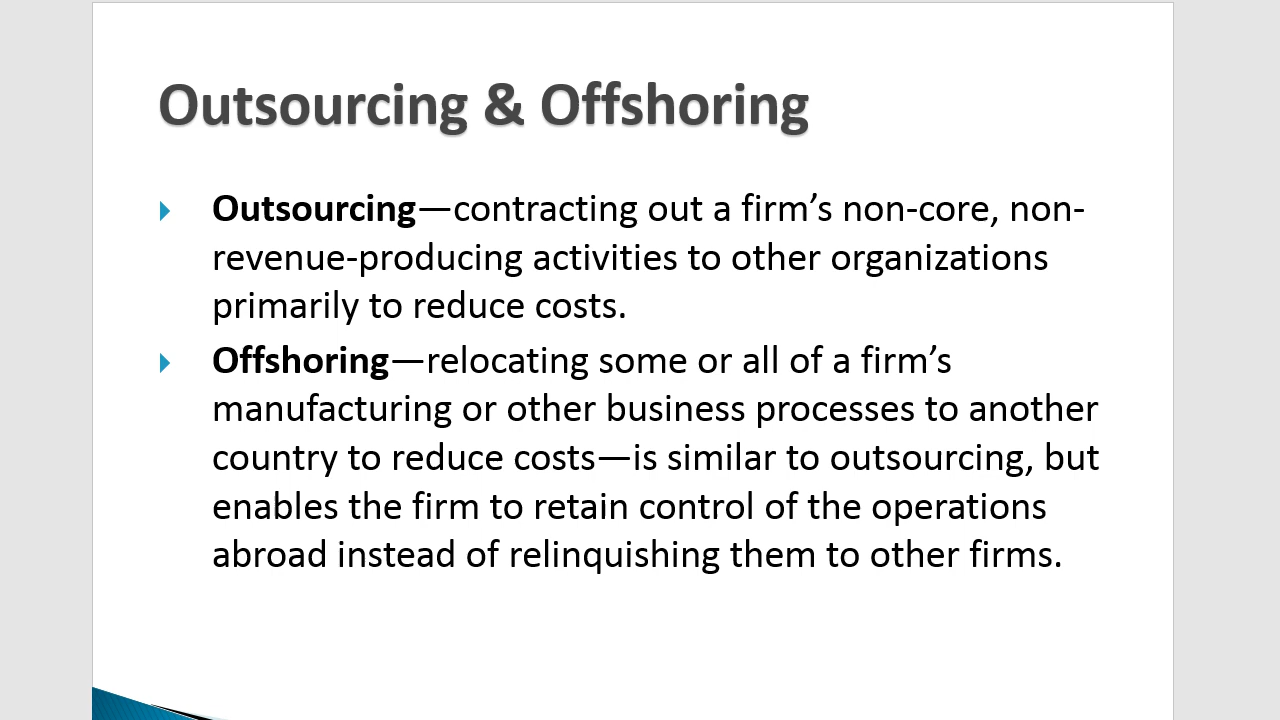 Outsourcing & Offshoring
Outsourcing—contracting out a firm’s non-core, non-
revenue-producing activities to other organizations
primarily to reduce costs.
Offshoring—relocating some or all of a firm’s
manufacturing or other business processes to another
country to reduce costs—is similar to outsourcing, but
enables the firm to retain control of the operations
abroad instead of relinquishing them to other firms.